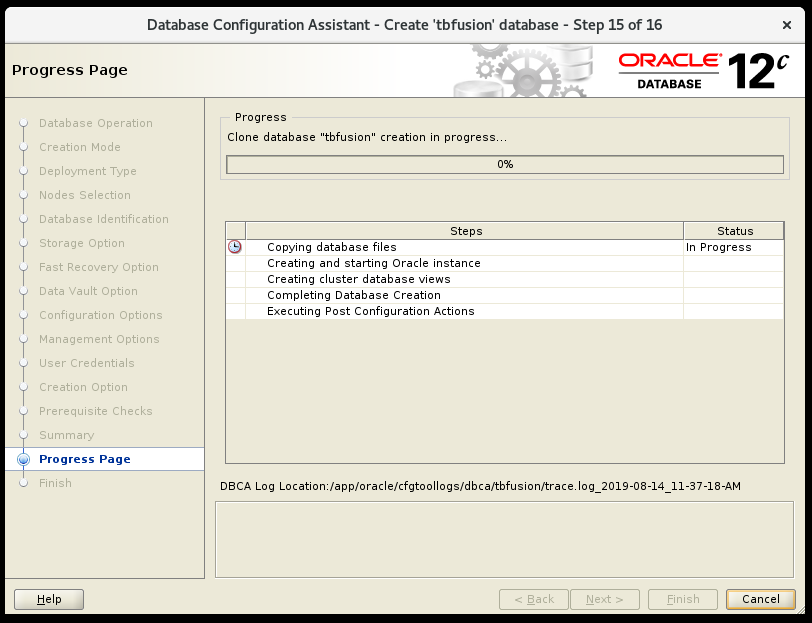 Database Configuration Assistant - Create 'tbfusion' database - Step 15 of 16
×
Progress Page
ORACLE®
DATABASE
12c
Database Operation
Creation Mode
Deployment Type
Nodes Selection
Database Identification
Storage Option
Fast Recovery Option
Data Vault Option
Configuration Options
Management Options
User Credentials
Creation Option
Prerequisite Checks
Summary
Progress Page
Finish
Progress
Clone database "tbfusion" creation in progress...
0%
Steps Status
Copying database files In Progress
Creating and starting Oracle instance
Creating cluster database views
Completing Database Creation
Executing Post Configuration Actions
DBCA Log Location:/app/oracle/cfgtoollogs/dbca/tbfusion/trace.log_2019-08-14_11-37-18-AM
Help < Back Next > Finish Cancel